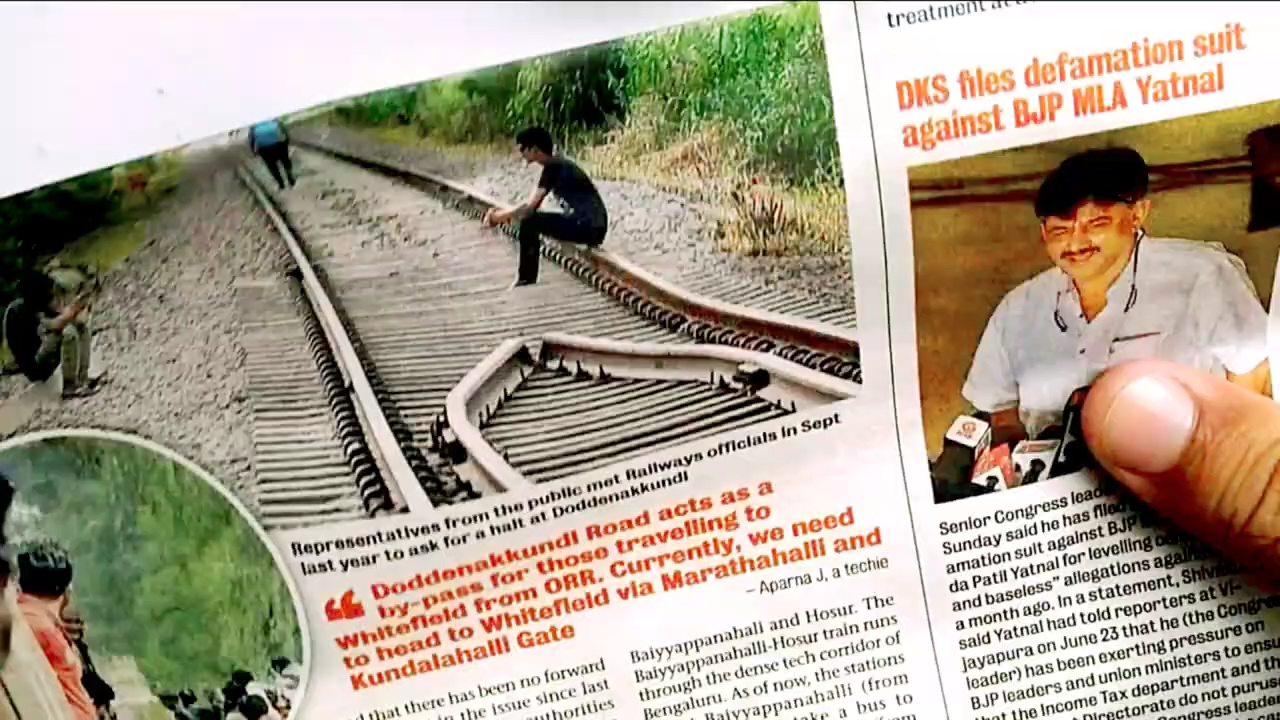 Representatives from the public met Railways officials in Sept
last year to ask for a halt at Doddenakkundi
Doddenakkundi Road acts as a
by-pass for those travelling to
Whitefield from ORR. Currently, we need
to head to Whitefield via Marathahalli and
Kundalahalli Gate
– Aparna J, a techie
that there has been no forward
in the issue since last
authorities
Baiyyappanahalli and Hosur. The
Baiyyappanahalli-Hosur train runs
through the dense tech corridor of
Bengaluru. As of now, the stations
Baiyyappanahalli (from
take a bus to
treatment
DKS files defamation suit
against BJP MLA Yatnal
Senior Congress
Sunday said he has filed
amation suit against BJP
da Patil Yatnal for levelling
and baseless” allegations
a month ago. In a statement,
said Yatnal had told reporters at Vi-
jayapura on June 23 that he (the Congress
leader) has been exerting pressure on
BJP leaders and union ministers to ensu
that the Income Tax department and the
Directorate do not pursue
Congress leader